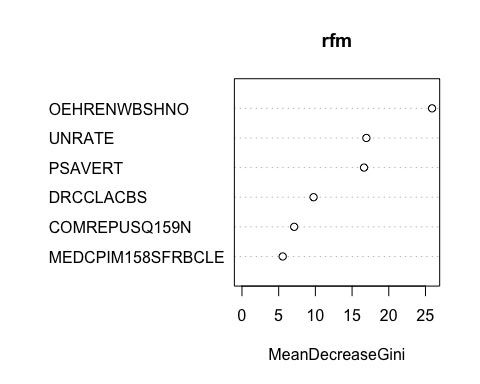 rfm
OEHRENWBSHNO
UNRATE
PSAVERT
DRCCLACBS
COMREPUSQ159N
MEDCPIM158SFRBCLE
0 5 10 15 20 25
MeanDecreaseGini